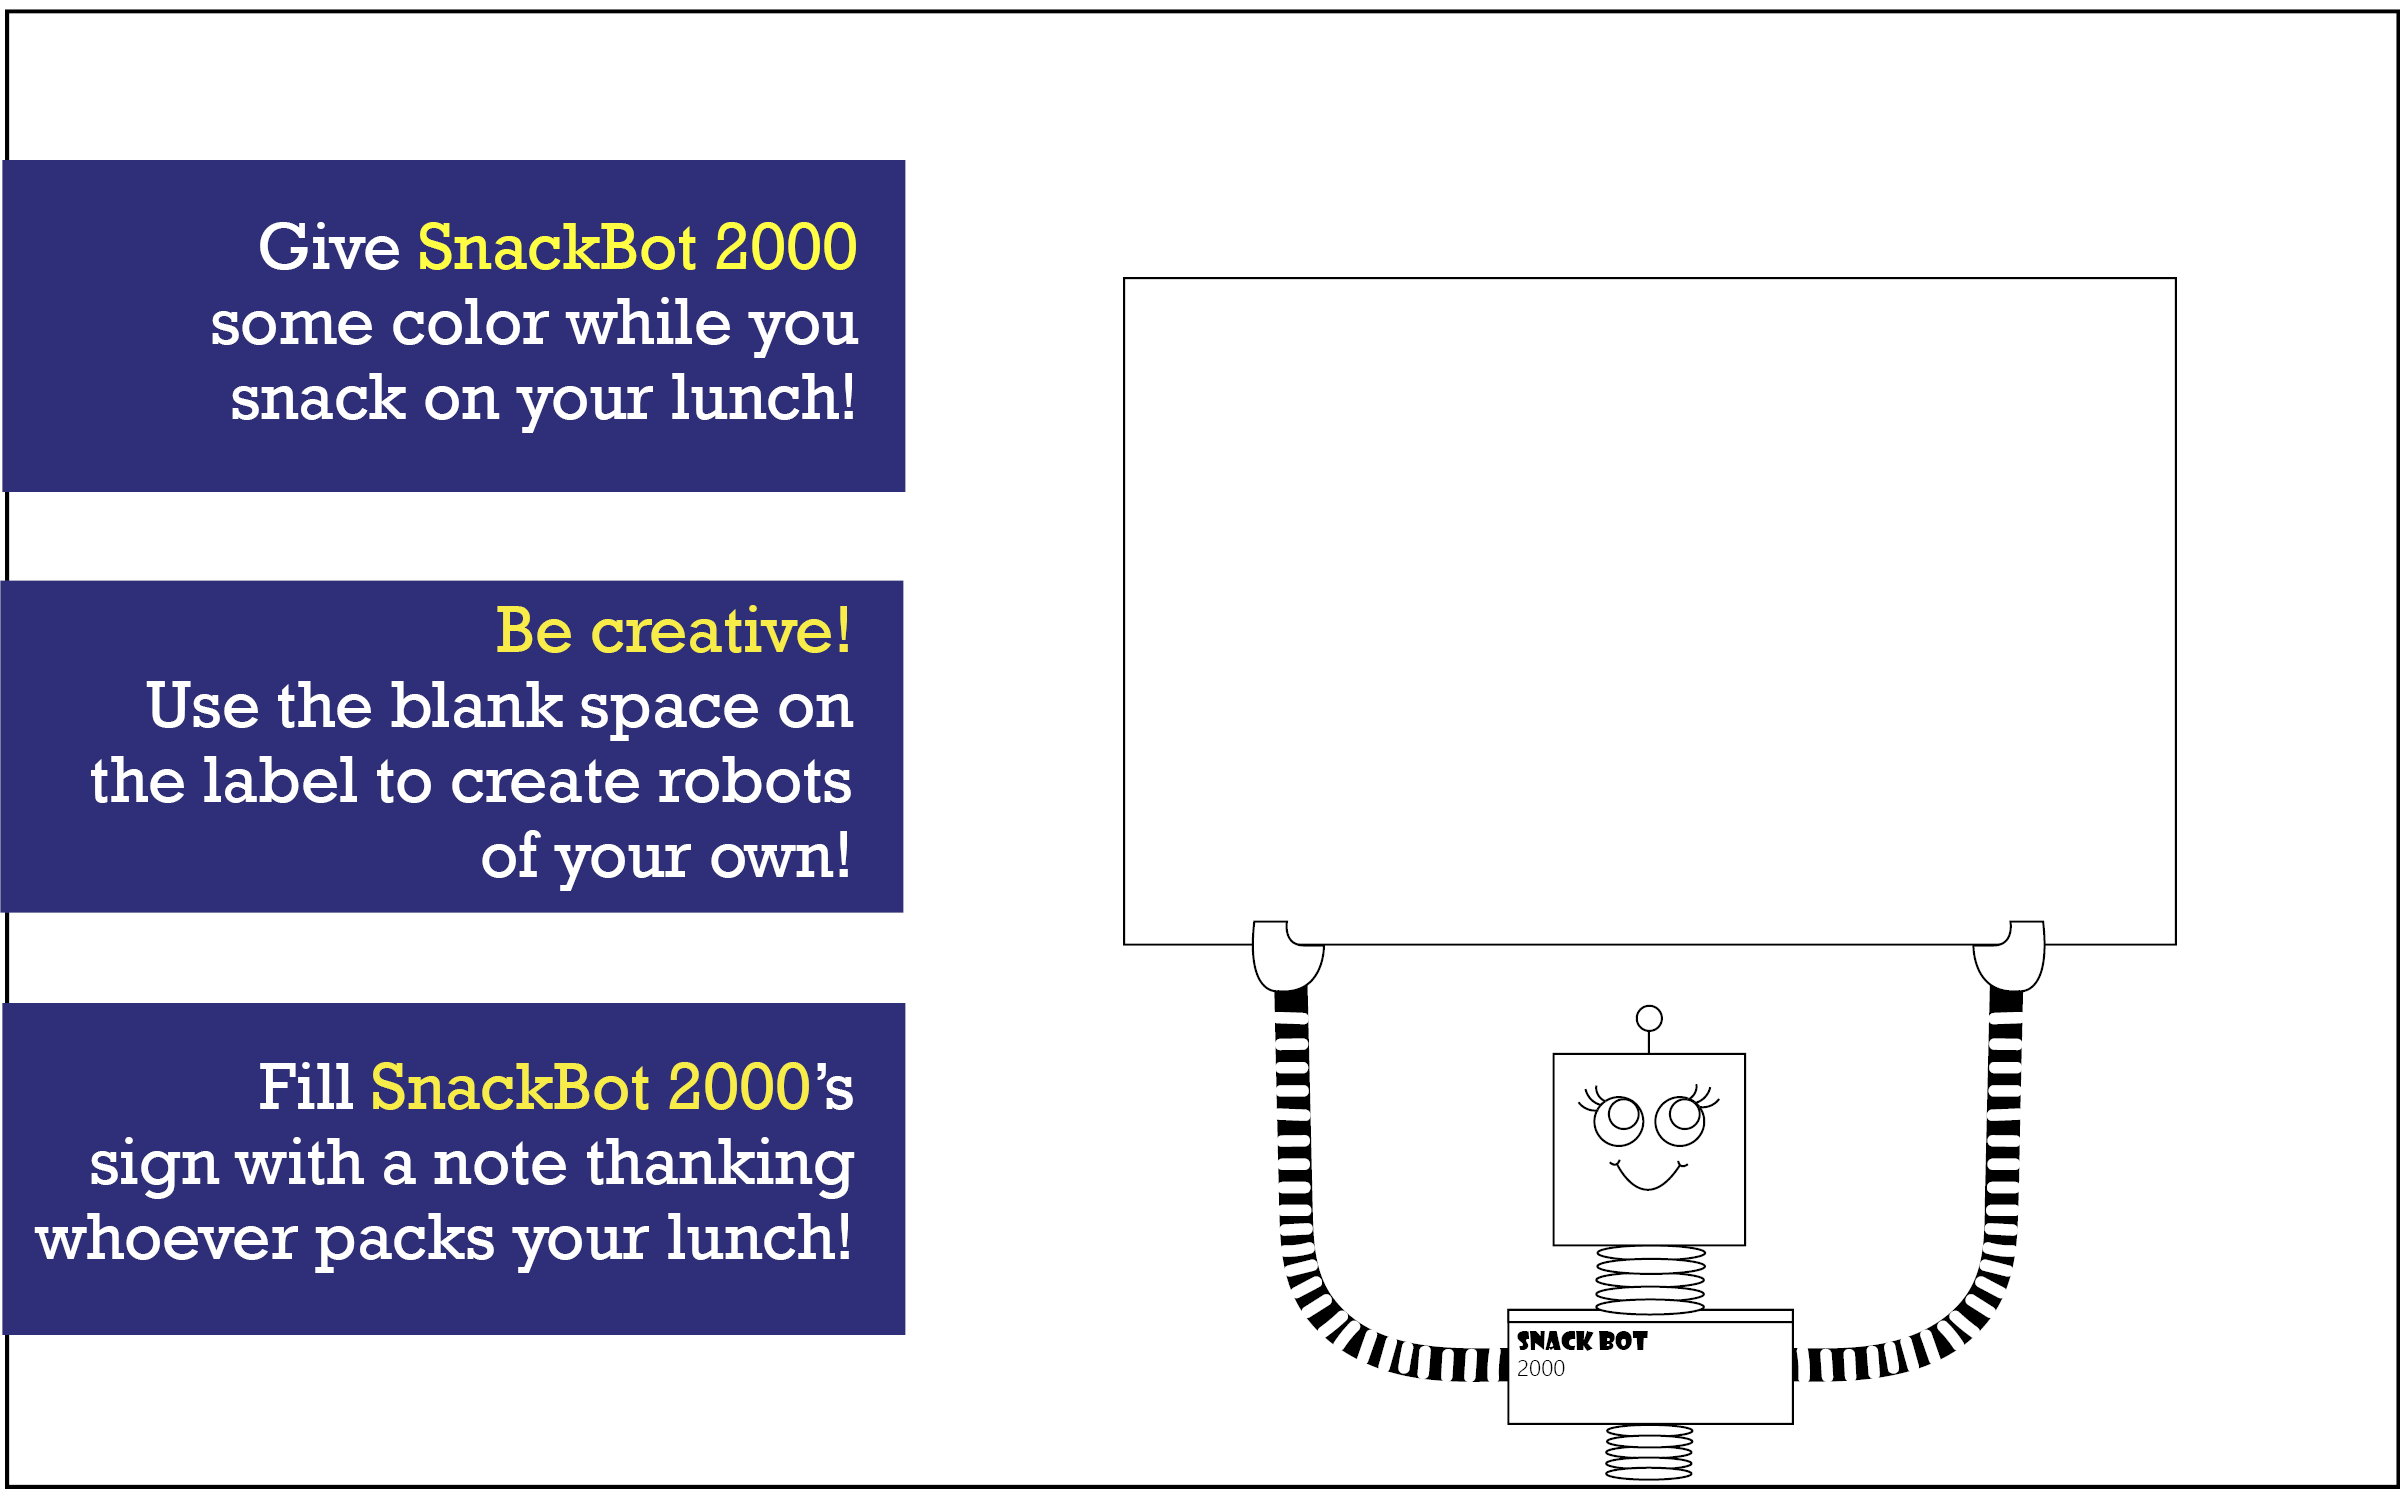 Give SnackBot 2000
some color while you
snack on your lunch!
Be creative!
Use the blank space on
the label to create robots
of your own!
Fill SnackBot 2000’s
sign with a note thanking
whoever packs your lunch!
SNACK BOT
2000